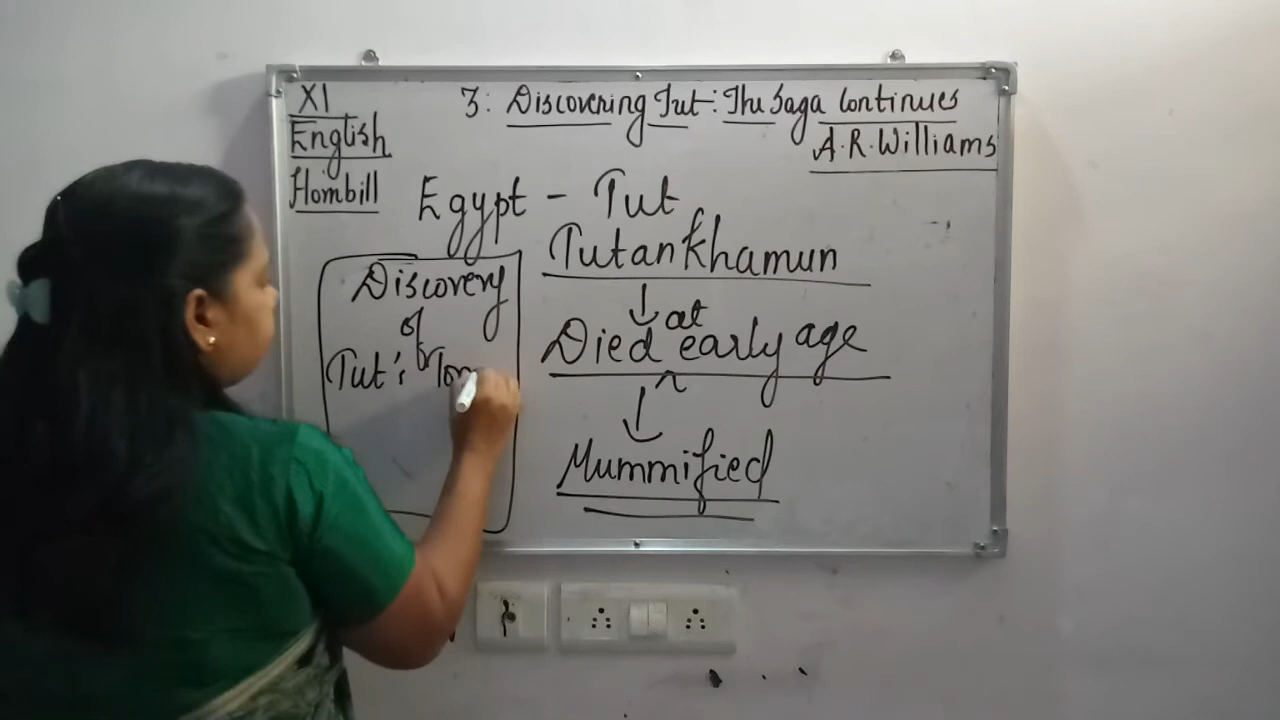 XI
English
Hornbill
3: Discovering Tut: The Saga Continues
A.R. Williams
Egypt - Tut
Tutankhamun
↓ at
Died early age
↓
Mummified
Discovery
of
Tut's Tom